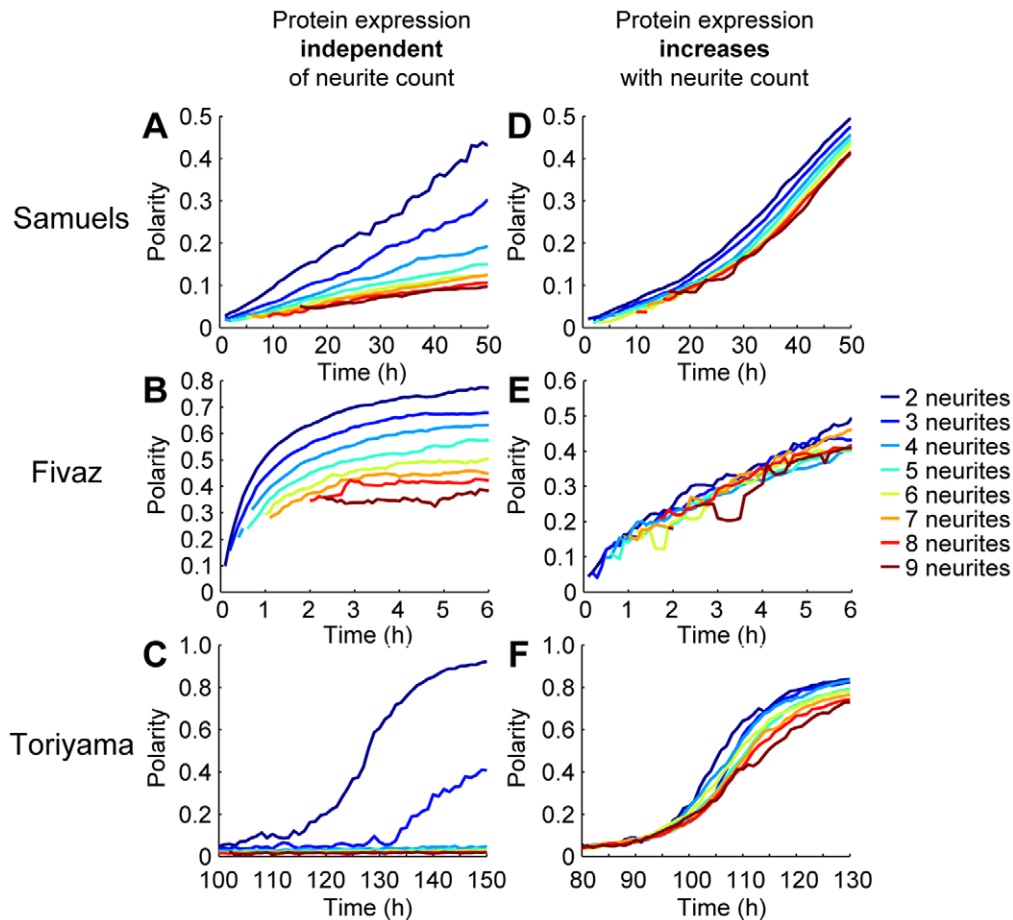 Protein expression
independent
of neurite count
Protein expression
increases
with neurite count
Samuels
A
Polarity
0.5
0.4
0.3
0.2
0.1
0
0 10 20 30 40 50
Time (h)
D
Polarity
0.5
0.4
0.3
0.2
0.1
0
0 10 20 30 40 50
Time (h)
Fivaz
B
Polarity
0.8
0.7
0.6
0.5
0.4
0.3
0.2
0.1
0
0 1 2 3 4 5 6
Time (h)
E
Polarity
0.6
0.5
0.4
0.3
0.2
0.1
0
0 1 2 3 4 5 6
Time (h)
2 neurites
3 neurites
4 neurites
5 neurites
6 neurites
7 neurites
8 neurites
9 neurites
Toriyama
C
Polarity
1.0
0.8
0.6
0.4
0.2
0
100 110 120 130 140 150
Time (h)
F
Polarity
1.0
0.8
0.6
0.4
0.2
0
80 90 100 110 120 130
Time (h)